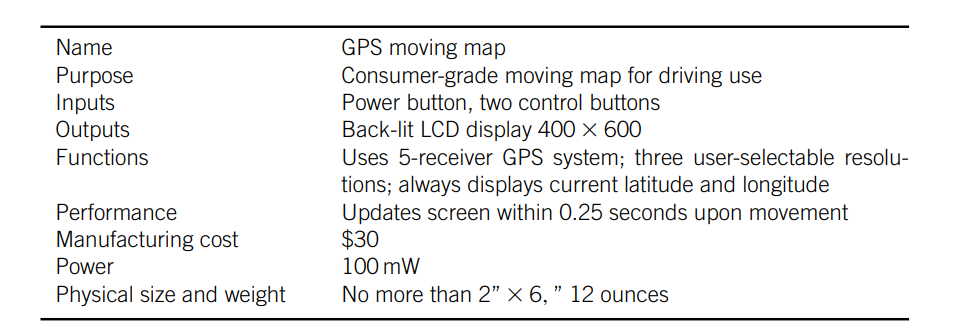 Name GPS moving map
Purpose Consumer-grade moving map for driving use
Inputs Power button, two control buttons
Outputs Back-lit LCD display 400 × 600
Functions Uses 5-receiver GPS system; three user-selectable resolu-
tions; always displays current latitude and longitude
Performance Updates screen within 0.25 seconds upon movement
Manufacturing cost $30
Power 100 mW
Physical size and weight No more than 2” × 6, ” 12 ounces